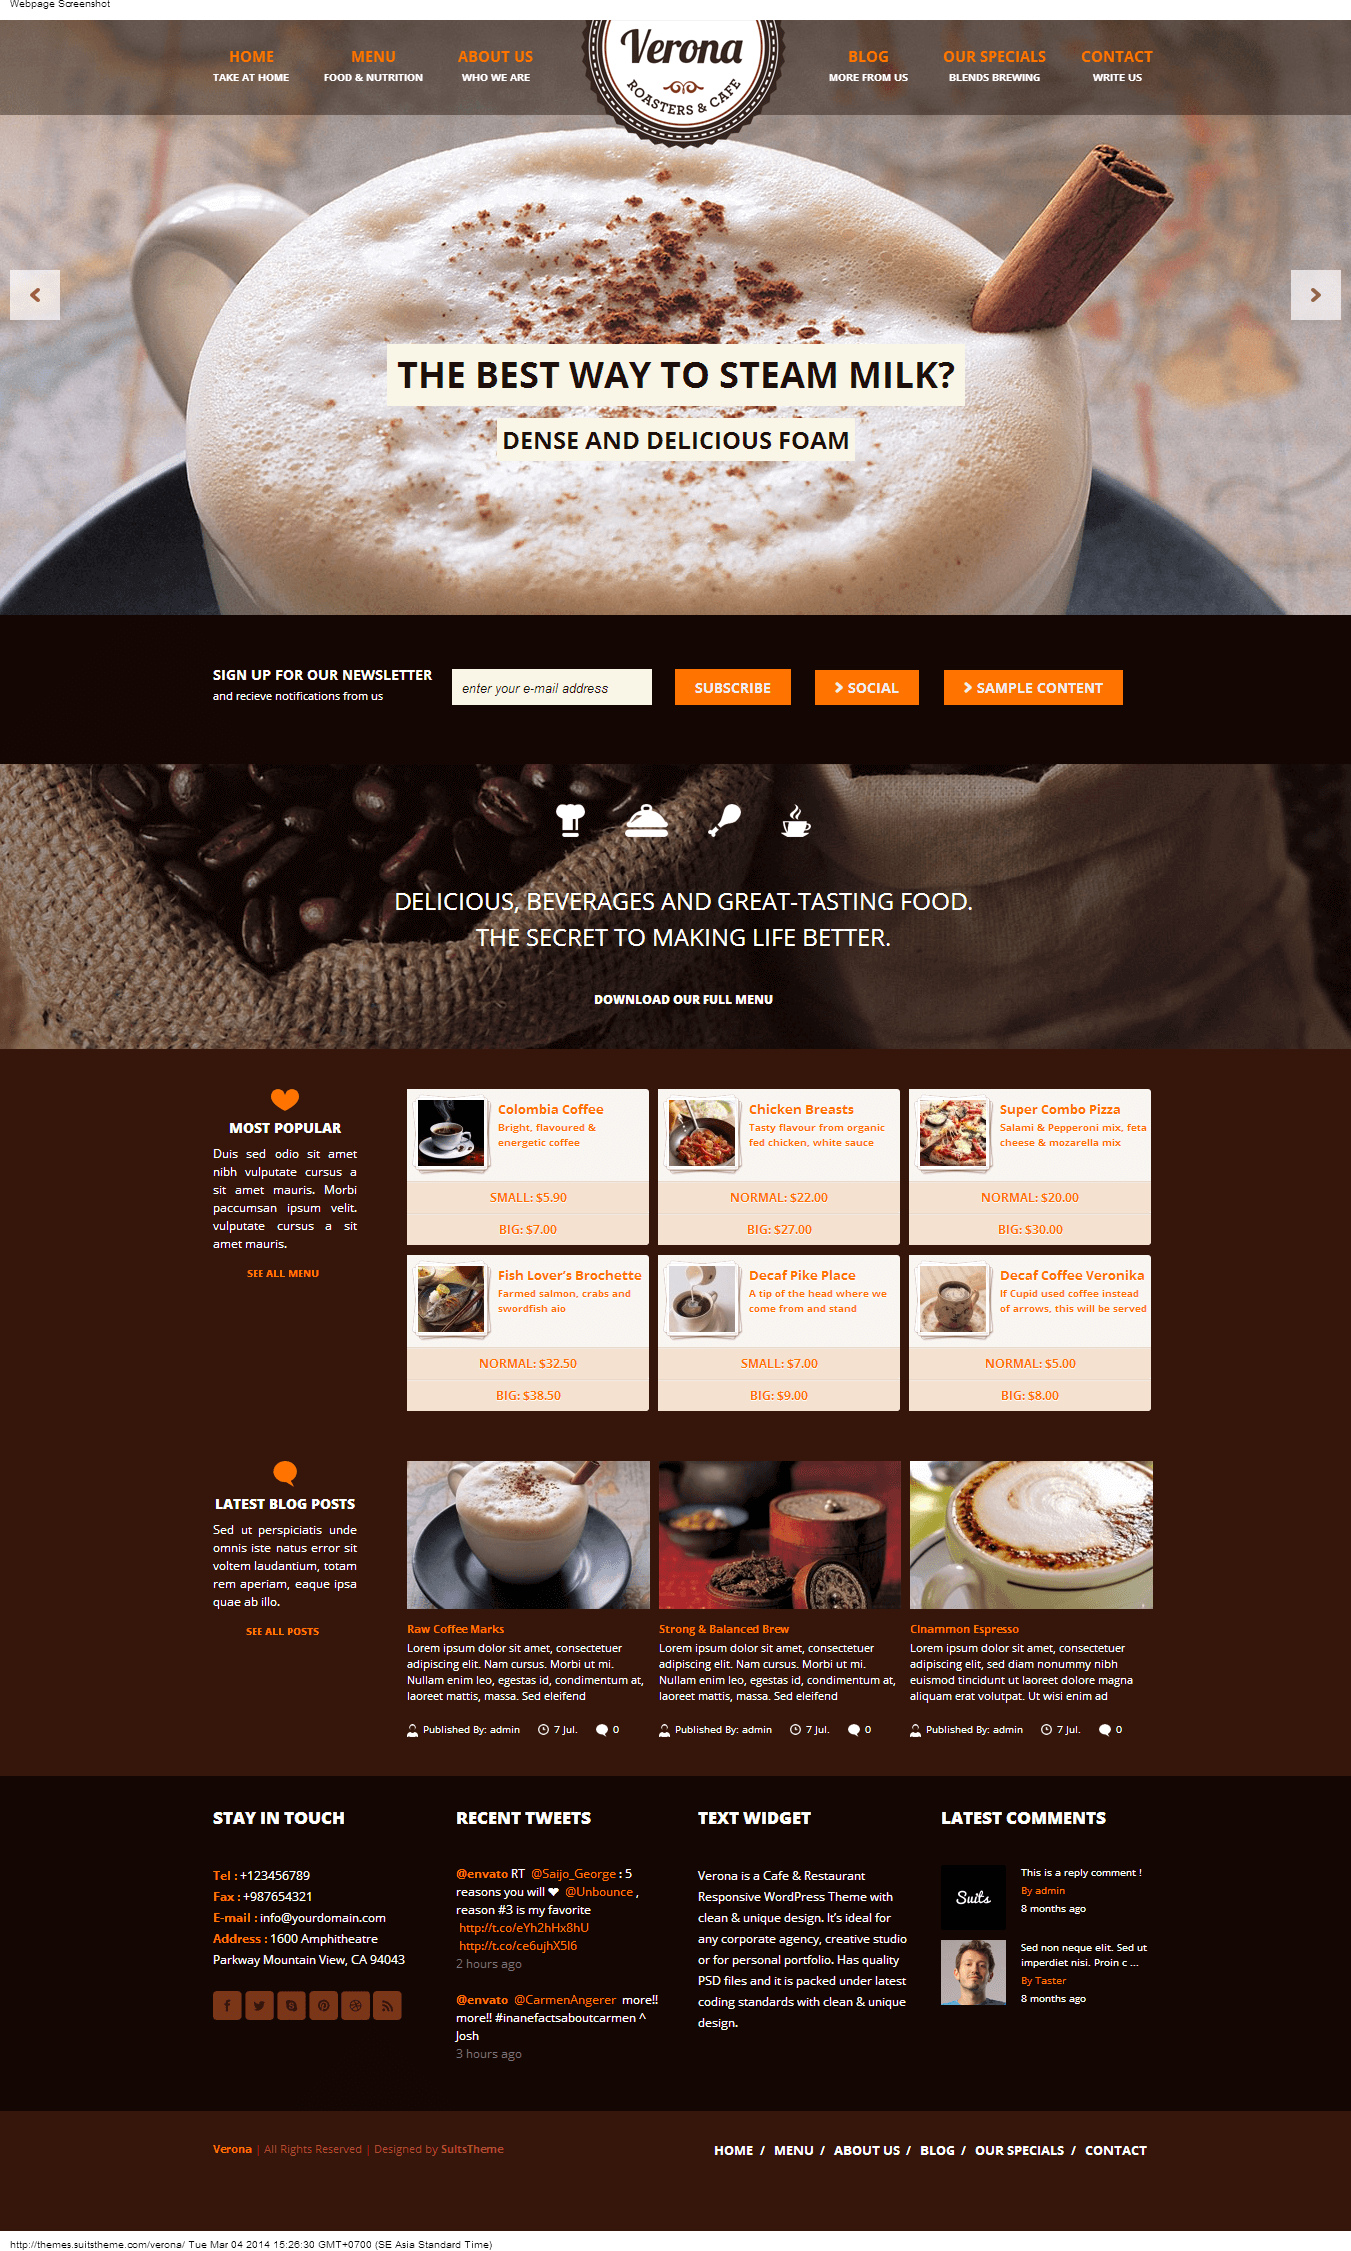 Webpage Screenshot
HOME
TAKE AT HOME
MENU
FOOD & NUTRITION
ABOUT US
WHO WE ARE
Verona
ROASTERS & CAFE
BLOG
MORE FROM US
OUR SPECIALS
BLENDS BREWING
CONTACT
WRITE US
THE BEST WAY TO STEAM MILK?
DENSE AND DELICIOUS FOAM
SIGN UP FOR OUR NEWSLETTER
and recieve notifications from us
enter your e-mail address
SUBSCRIBE
SOCIAL
SAMPLE CONTENT
DELICIOUS, BEVERAGES AND GREAT-TASTING FOOD.
THE SECRET TO MAKING LIFE BETTER.
DOWNLOAD OUR FULL MENU
MOST POPULAR
Duis sed odio sit amet
nibh vulputate cursus a
sit amet mauris. Morbi
paccumsan ipsum velit.
vulputate cursus a sit
amet mauris.
SEE ALL MENU
Colombia Coffee
Bright, flavoured &
energetic coffee
SMALL: $5.90
BIG: $7.00
Chicken Breasts
Tasty flavour from organic
fed chicken, white sauce
NORMAL: $22.00
BIG: $27.00
Super Combo Pizza
Salami & Pepperoni mix, feta
cheese & mozarella mix
NORMAL: $20.00
BIG: $30.00
Fish Lover's Brochette
Farmed salmon, crabs and
swordfish aio
NORMAL: $32.50
BIG: $38.50
Decaf Pike Place
A tip of the head where we
come from and stand
SMALL: $7.00
BIG: $9.00
Decaf Coffee Veronika
If Cupid used coffee instead
of arrows, this will be served
NORMAL: $5.00
BIG: $8.00
LATEST BLOG POSTS
Sed ut perspiciatis unde
omnis iste natus error sit
voltem laudantium, totam
rem aperiam, eaque ipsa
quae ab illo.
SEE ALL POSTS
Raw Coffee Marks
Lorem ipsum dolor sit amet, consectetuer
adipiscing elit. Nam cursus. Morbi ut mi.
Nullam enim leo, egestas id, condimentum at,
laoreet mattis, massa. Sed eleifend
Published By: admin 7 Jul. 0
Strong & Balanced Brew
Lorem ipsum dolor sit amet, consectetuer
adipiscing elit. Nam cursus. Morbi ut mi.
Nullam enim leo, egestas id, condimentum at,
laoreet mattis, massa. Sed eleifend
Published By: admin 7 Jul. 0
Cinammon Espresso
Lorem ipsum dolor sit amet, consectetuer
adipiscing elit, sed diam nonummy nibh
euismod tincidunt ut laoreet dolore magna
aliquam erat volutpat. Ut wisi enim ad
Published By: admin 7 Jul. 0
STAY IN TOUCH
Tel : +123456789
Fax : +987654321
E-mail : info@yourdomain.com
Address : 1600 Amphitheatre
Parkway Mountain View, CA 94043
RECENT TWEETS
@envato RT @Saijo_George : 5
reasons you will ❤ @Unbounce ,
reason #3 is my favorite
http://t.co/eYh2hHx8hU
http://t.co/ce6ujhX5l6
2 hours ago
@envato @CarmenAngerer more!!
more!! #inanefactsaboutcarmen ^
Josh
3 hours ago
TEXT WIDGET
Verona is a Cafe & Restaurant
Responsive WordPress Theme with
clean & unique design. It's ideal for
any corporate agency, creative studio
or for personal portfolio. Has quality
PSD files and it is packed under latest
coding standards with clean & unique
design.
LATEST COMMENTS
Suits
This is a reply comment !
By admin
8 months ago
Sed non neque elit. Sed ut
imperdiet nisi. Proin c ...
By Taster
8 months ago
Verona | All Rights Reserved | Designed by SuitsTheme
HOME / MENU / ABOUT US / BLOG / OUR SPECIALS / CONTACT
http://themes.suitstheme.com/verona/ Tue Mar 04 2014 15:26:30 GMT+0700 (SE Asia Standard Time)